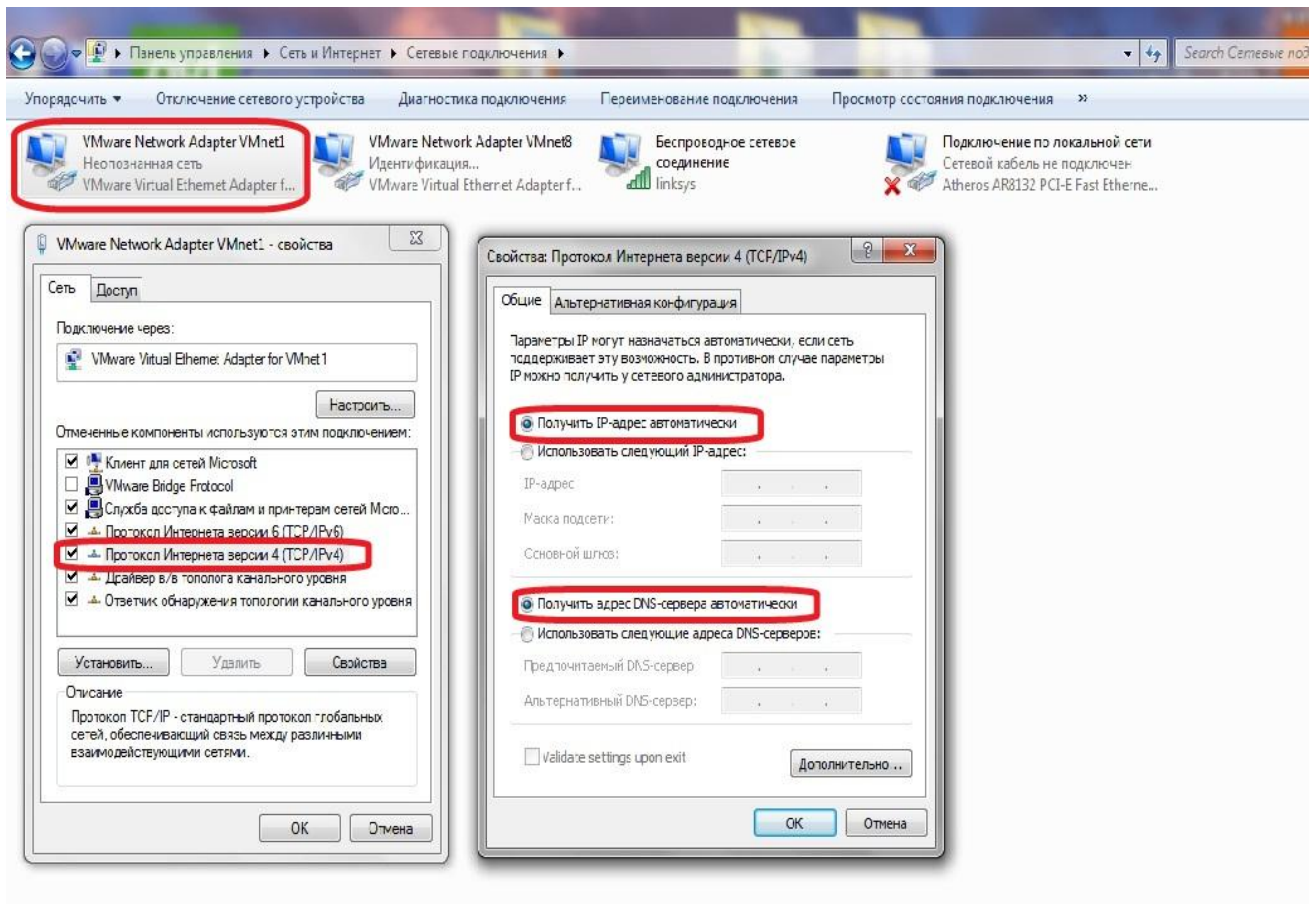 Панель управления ▸ Сеть и Интернет ▸ Сетевые подключения ▸
Search Сетевые под
Упорядочить ▾ Отключение сетевого устройства Диагностика подключения Переименование подключения Просмотр состояния подключения »
VMware Network Adapter VMnet1
Неопознанная сеть
VMware Virtual Ethernet Adapter f...
VMware Network Adapter VMnet8
Идентификация...
VMware Virtual Ethernet Adapter f...
Беспроводное сетевое
соединение
linksys
Подключение по локальной сети
Сетевой кабель не подключен
Atheros AR8132 PCI-E Fast Etherne...
VMware Network Adapter VMnet1 - свойства
Сеть Доступ
Подключение через:
VMware Virtual Ethernet Adapter for VMnet1
Настроить...
Отмеченные компоненты используются этим подключением:
Клиент для сетей Microsoft
VMware Bridge Protocol
Служба доступа к файлам и принтерам сетей Micro...
Протокол Интернета версии 6 (TCP/IPv6)
Протокол Интернета версии 4 (TCP/IPv4)
Драйвер в/в тополога канального уровня
Ответчик обнаружения топологии канального уровня
Установить... Удалить Свойства
Описание
Протокол TCP/IP - стандартный протокол глобальных
сетей, обеспечивающий связь между различными
взаимодействующими сетями.
OK Отмена
Свойства: Протокол Интернета версии 4 (TCP/IPv4)
Общие Альтернативная конфигурация
Параметры IP могут назначаться автоматически, если сеть
поддерживает эту возможность. В противном случае параметры
IP можно получить у сетевого администратора.
Получить IP-адрес автоматически
Использовать следующий IP-адрес:
IP-адрес
Маска подсети:
Основной шлюз:
Получить адрес DNS-сервера автоматически
Использовать следующие адреса DNS-серверов:
Предпочитаемый DNS-сервер
Альтернативный DNS-сервер:
Validate settings upon exit
Дополнительно...
OK Отмена